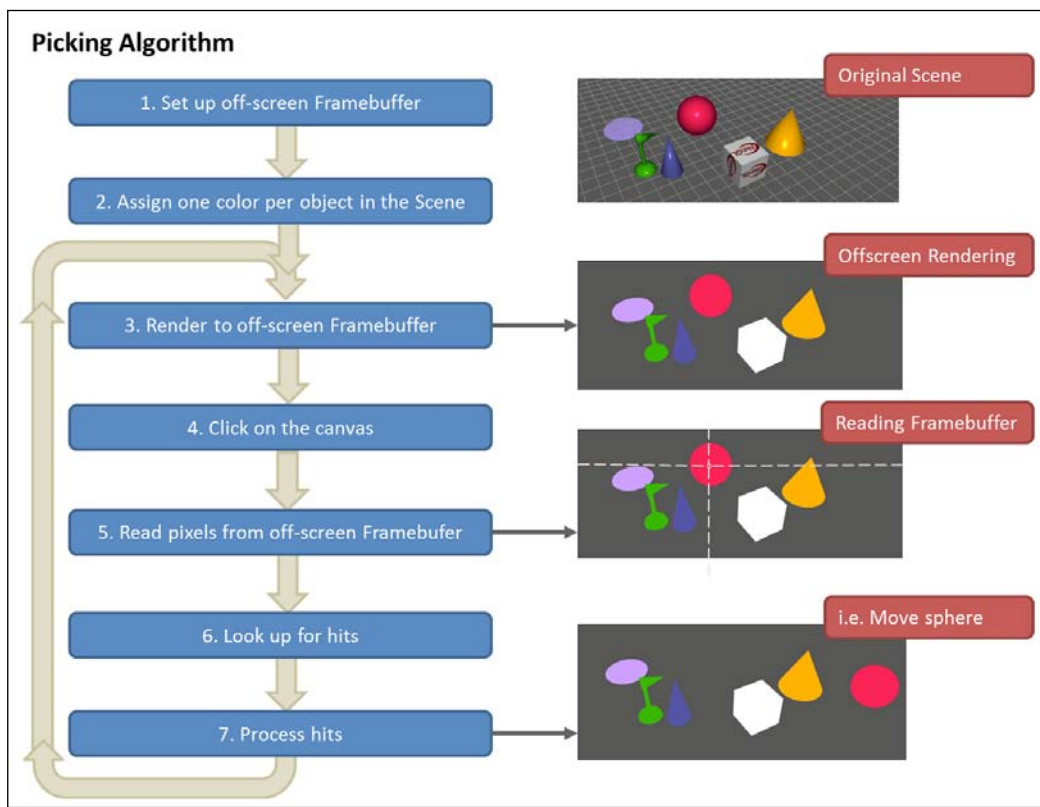 Picking Algorithm
1. Set up off-screen Framebuffer
2. Assign one color per object in the Scene
3. Render to off-screen Framebuffer
4. Click on the canvas
5. Read pixels from off-screen Framebufer
6. Look up for hits
7. Process hits
Original Scene
Offscreen Rendering
Reading Framebuffer
i.e. Move sphere